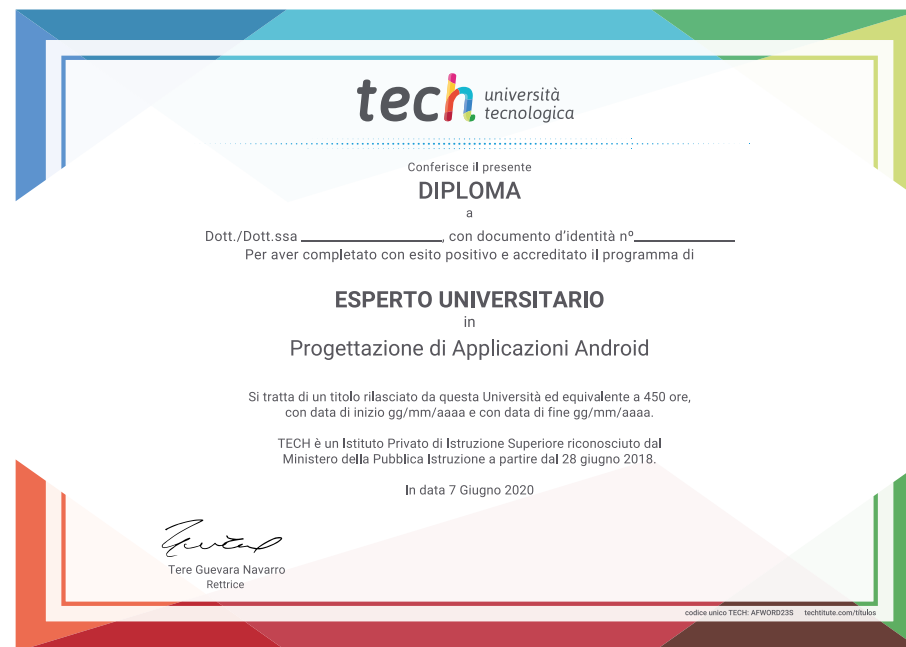 tech università
tecnologica
Conferisce il presente
DIPLOMA
a
Dott./Dott.ssa ____________________, con documento d'identità nº______________
Per aver completato con esito positivo e accreditato il programma di
ESPERTO UNIVERSITARIO
in
Progettazione di Applicazioni Android
Si tratta di un titolo rilasciato da questa Università ed equivalente a 450 ore,
con data di inizio gg/mm/aaaa e con data di fine gg/mm/aaaa.
TECH è un Istituto Privato di Istruzione Superiore riconosciuto dal
Ministero della Pubblica Istruzione a partire dal 28 giugno 2018.
In data 7 Giugno 2020
Tere Guevara Navarro
Rettrice
codice unico TECH: AFWORD23S techtitute.com/títulos